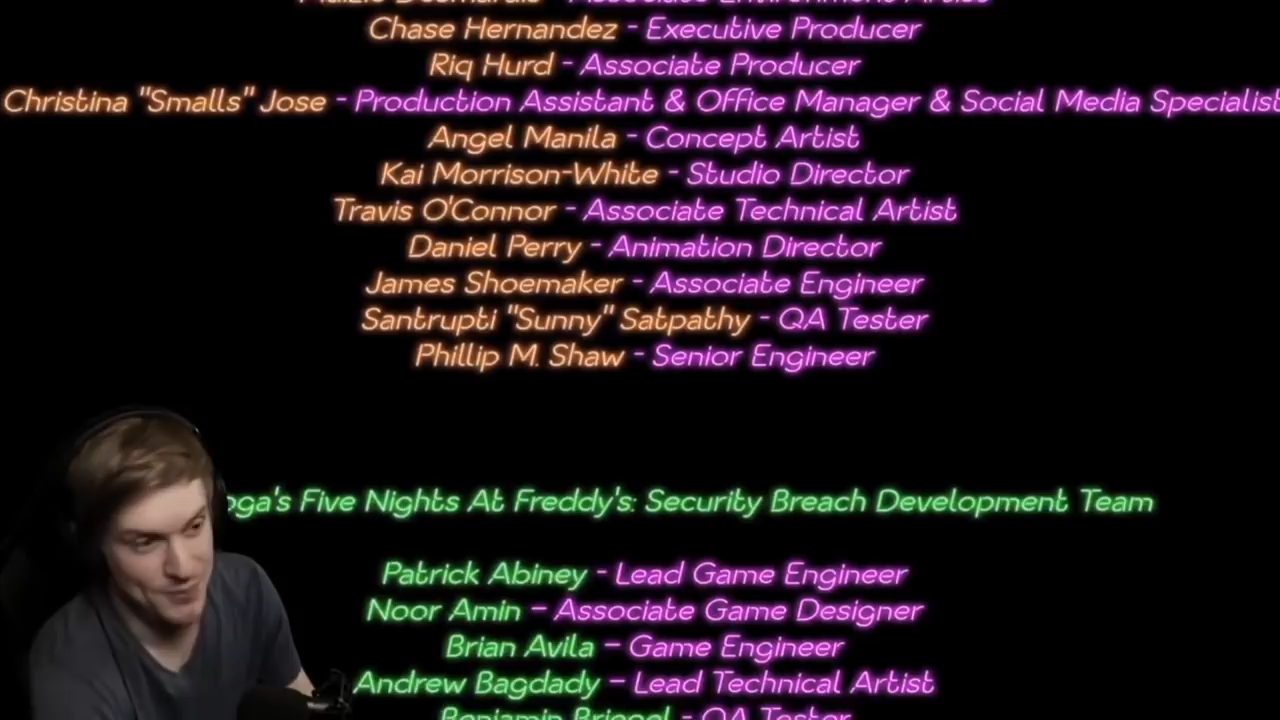 Chase Hernandez - Executive Producer
Riq Hurd - Associate Producer
Christina "Smalls" Jose - Production Assistant & Office Manager & Social Media Specialist
Angel Manila - Concept Artist
Kai Morrison-White - Studio Director
Travis O'Connor - Associate Technical Artist
Daniel Perry - Animation Director
James Shoemaker - Associate Engineer
Santrupti "Sunny" Satpathy - QA Tester
Phillip M. Shaw - Senior Engineer
oga's Five Nights At Freddy's: Security Breach Development Team
Patrick Abiney - Lead Game Engineer
Noor Amin – Associate Game Designer
Brian Avila – Game Engineer
Andrew Bagdady – Lead Technical Artist
- QA Tester